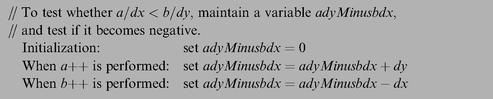 // To test whether a/dx < b/dy, maintain a variable adyMinusbdx,
// and test if it becomes negative.
Initialization: set adyMinusbdx = 0
When a++ is performed: set adyMinusbdx = adyMinusbdx + dy
When b++ is performed: set adyMinusbdx = adyMinusbdx − dx